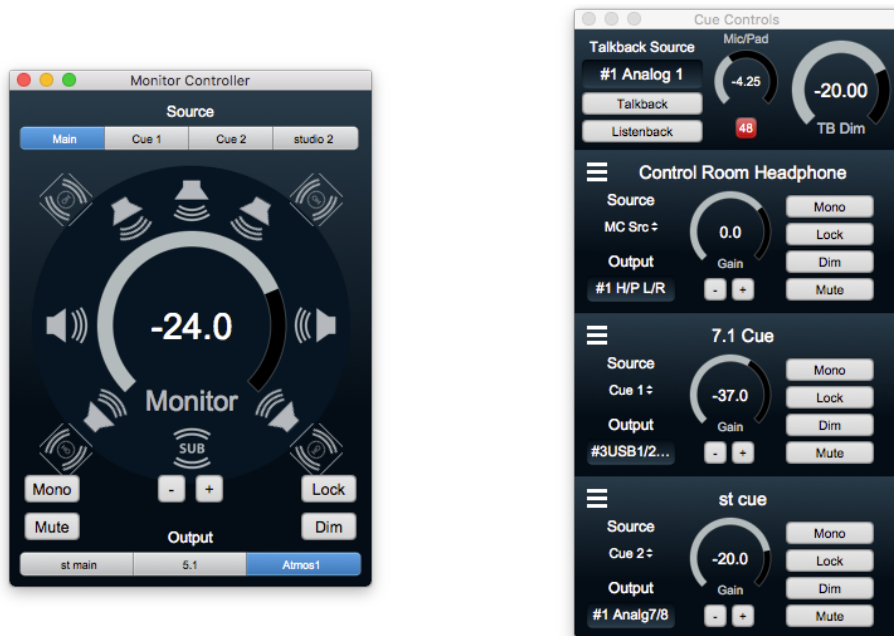 Monitor Controller
Source
Main Cue 1 Cue 2 studio 2
-24.0
Monitor
SUB
Mono - + Lock
Mute Dim
Output
st main 5.1 Atmos1
Cue Controls
Talkback Source
Mic/Pad
#1 Analog 1
-4.25
-20.00
Talkback
Listenback
48
TB Dim
Control Room Headphone
Source
Mono
MC Src
0.0
Lock
Output
Gain
Dim
#1 H/P L/R
- +
Mute
7.1 Cue
Source
Mono
Cue 1
-37.0
Lock
Output
Gain
Dim
#3USB1/2...
- +
Mute
st cue
Source
Mono
Cue 2
-20.0
Lock
Output
Gain
Dim
#1 Analg7/8
- +
Mute